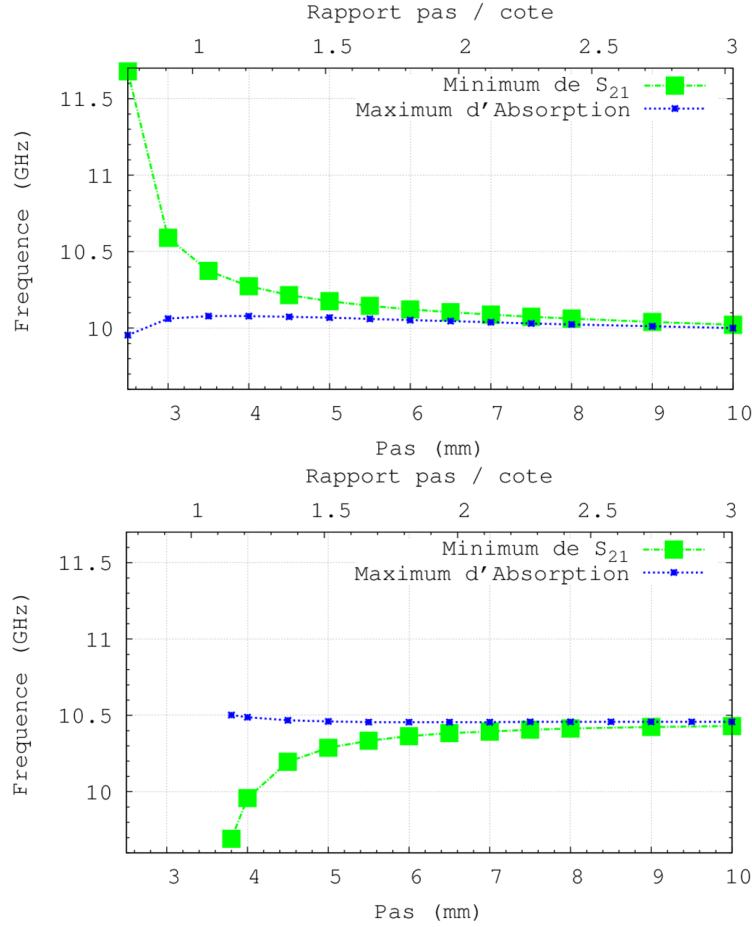 Rapport pas / cote
1 1.5 2 2.5 3
Minimum de S21
Maximum d'Absorption
11.5
11
10.5
10
Frequence (GHz)
3 4 5 6 7 8 9 10
Pas (mm)
Rapport pas / cote
1 1.5 2 2.5 3
Minimum de S21
Maximum d'Absorption
11.5
11
10.5
10
Frequence (GHz)
3 4 5 6 7 8 9 10
Pas (mm)